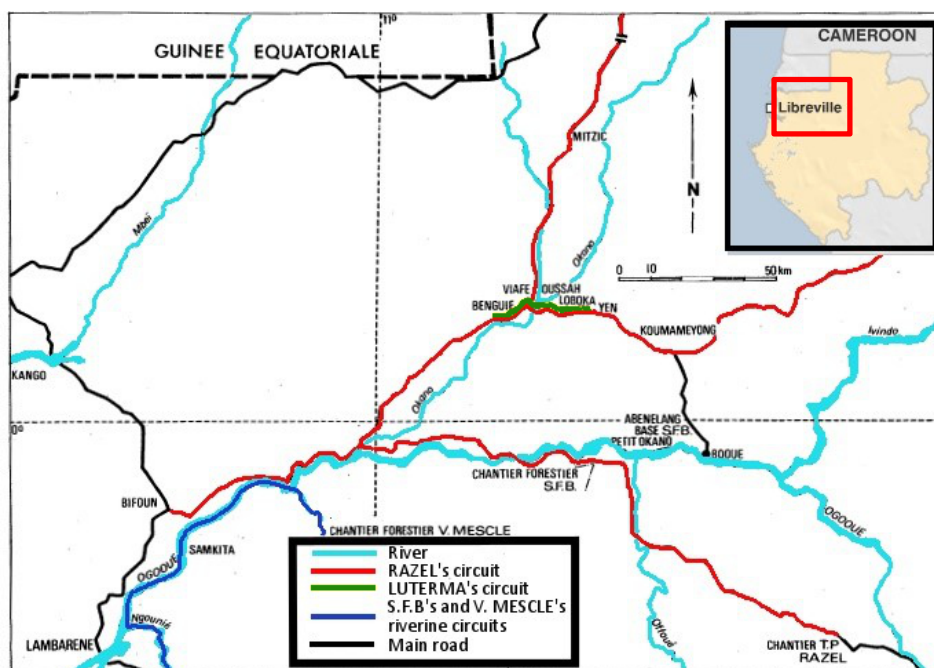 11°
GUINEE EQUATORIALE
CAMEROON
Libreville
MITZIC
N
Mbei
Okano
0 10 50 km
VIAFE OUSSAH
BENGUIE LOBOKA YEN
KOUMAMEYONG
Ivindo
KANGO
Okano
0°
ABENELANG
BASE S.F.B.
PETIT OKANO
BOOUE
CHANTIER FORESTIER
S.F.B.
BIFOUN
CHANTIER FORESTIER V. MESCLE
OGOOUE
SAMKITA
OGOOUE
River
RAZEL's circuit
LUTERMA's circuit
S.F.B's and V. MESCLE's
riverine circuits
Main road
Ngounié
Offoué
LAMBARENE
CHANTIER T.P
RAZEL